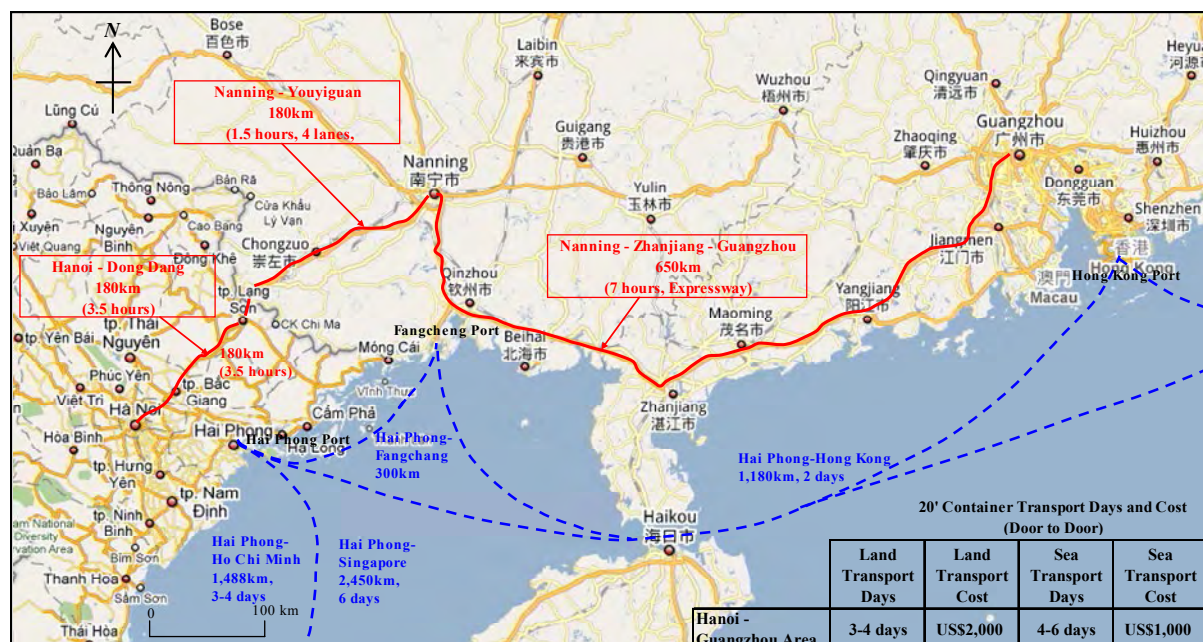 N
Bose
百色市
Laibin
来宾市
Qingyuan
清远市
Heyu
河源市
Nanning - Youyiguan
180km
(1.5 hours, 4 lanes,
Wuzhou
梧州市
Lũng Cú
Guigang
贵港市
Guangzhou
广州市
Zhaoqing
肇庆市
Huizhou
惠州市
Quản Bạ
Nanning
南宁市
Bảo Lâm
Thông Nông
Bản Rã
Cửa Khẩu
Lý Vạn
Yulin
玉林市
Dongguan
东莞市
Xuyên
Nguyên
Bình
Cao Bằng
Shenzhen
深圳市
Việt Quang
Đông Khê
Chongzuo
崇左市
Nanning - Zhanjiang - Guangzhou
650km
(7 hours, Expressway)
Jiangmen
江门市
香港
Hong Kong
Hong Kong Port
澳門
Macau
Hanoi - Dong Dang
180km
(3.5 hours)
tp. Lạng
Sơn
Qinzhou
钦州市
Yangjiang
阳江市
CK Chi Ma
Maoming
茂名市
tp. Yên Bái
tp. Thái
Nguyên
Fangcheng Port
Beihai
北海市
180km
(3.5 hours)
Móng Cái
Phúc Yên
Việt Trì
tp. Bắc
Giang
Zhanjiang
湛江市
Hà Nội
Cẩm Phả
Hải Phòng
Hai Phong Port
Hạ Long
Hòa Bình
Hai Phong-
Fangchang
300km
Hai Phong-Hong Kong
1,180km, 2 days
tp. Hưng
Yên
tp. Nam
Định
Haikou
海口市
20' Container Transport Days and Cost
(Door to Door)
tp. Ninh
Bình
Diversity
Bỉm Sơn
Hai Phong-
Ho Chi Minh
1,488km,
3-4 days
Hai Phong-
Singapore
2,450km,
6 days
Thanh Hoa
Sầm Sơn
0
100 km
Thái Hòa
Land
Transport
Days
Land
Transport
Cost
Sea
Transport
Days
Sea
Transport
Cost
Hanoi -
Guangzhou Area
3-4 days
US$2,000
4-6 days
US$1,000